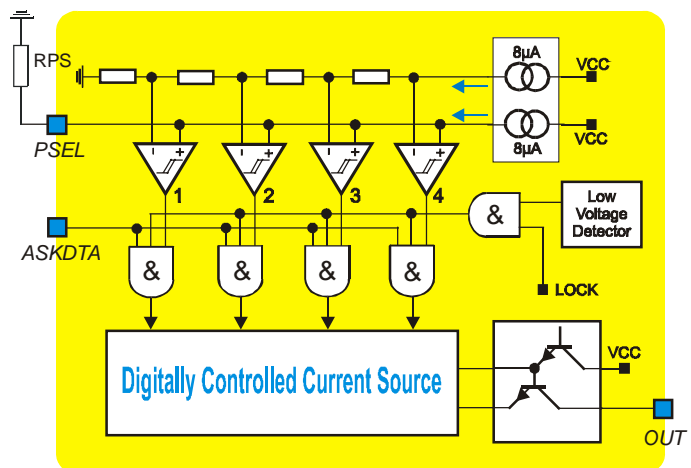 RPS
8µA
VCC
PSEL
- +
- +
- +
- +
8µA
VCC
1
2
3
4
&
Low
Voltage
Detector
ASKDTA
&
&
&
&
LOCK
Digitally Controlled Current Source
VCC
OUT